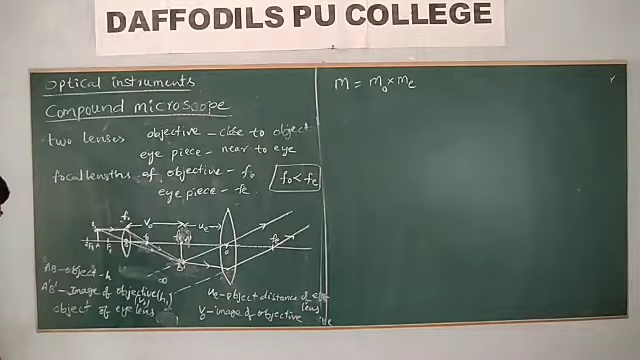 DAFFODILS PU COLLEGE
Optical instruments
Compound microscope
two lenses objective - close to object
eye piece - near to eye
focal lengths of objective - fo
eye piece - fe
fo < fe
fo
Vo
ue
fe
AB - object - h
A'B' - Image of objective (h1)
object of eye lens
∞
ue - object distance of eye lens
Vo - image of objective
M = mo × me